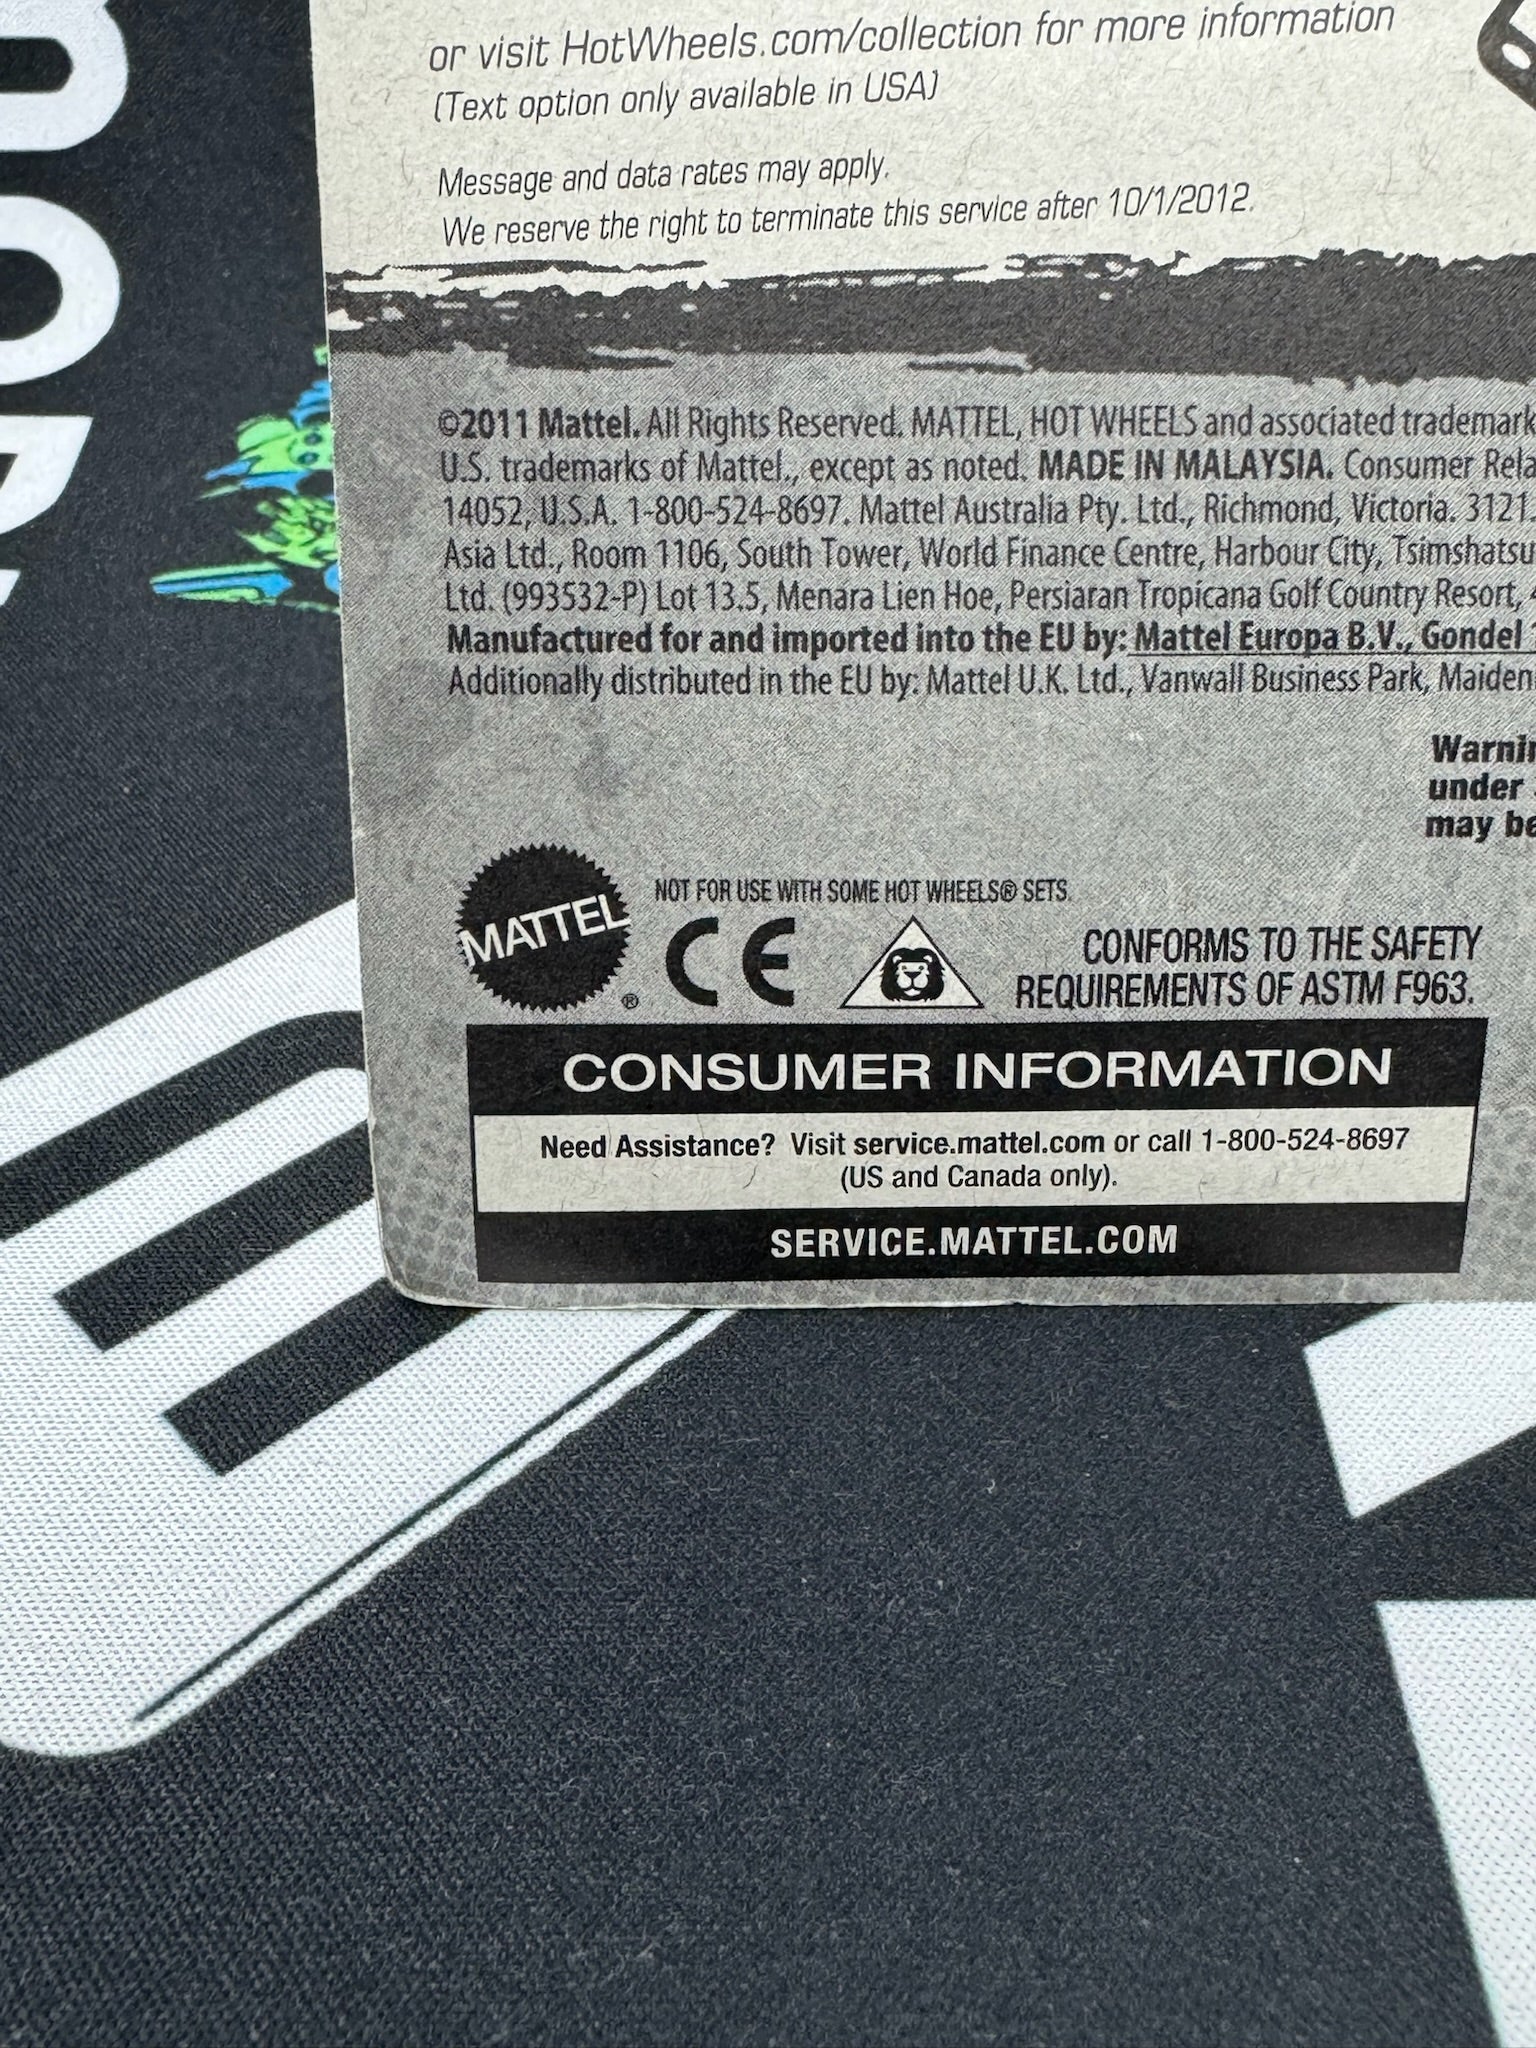 or visit HotWheels.com/collection for more information
(Text option only available in USA)
Message and data rates may apply.
We reserve the right to terminate this service after 10/1/2012.
©2011 Mattel. All Rights Reserved. MATTEL, HOT WHEELS and associated trademark
U.S. trademarks of Mattel., except as noted. MADE IN MALAYSIA. Consumer Rela
14052, U.S.A. 1-800-524-8697. Mattel Australia Pty. Ltd., Richmond, Victoria. 3121.
Asia Ltd., Room 1106, South Tower, World Finance Centre, Harbour City, Tsimshatsu
Ltd. (993532-P) Lot 13.5, Menara Lien Hoe, Persiaran Tropicana Golf Country Resort,
Manufactured for and imported into the EU by: Mattel Europa B.V., Gondel
Additionally distributed in the EU by: Mattel U.K. Ltd., Vanwall Business Park, Maiden
Warnin
under
may be
MATTEL ®
NOT FOR USE WITH SOME HOT WHEELS® SETS.
CE
CONFORMS TO THE SAFETY
REQUIREMENTS OF ASTM F963.
CONSUMER INFORMATION
Need Assistance? Visit service.mattel.com or call 1-800-524-8697
(US and Canada only).
SERVICE.MATTEL.COM